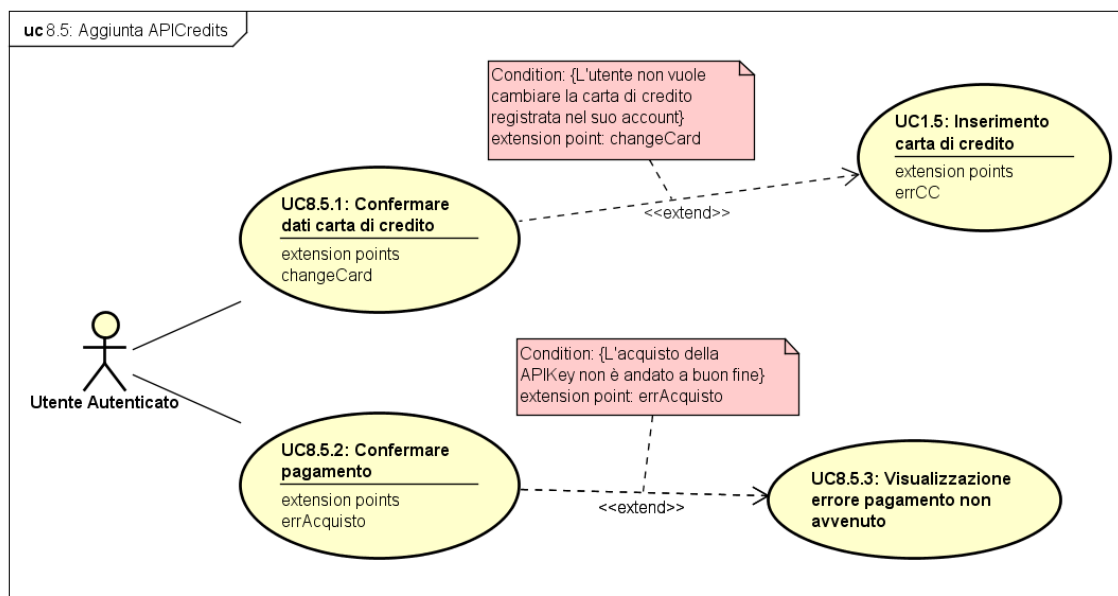 uc 8.5: Aggiunta APICredits
Condition: {L'utente non vuole
cambiare la carta di credito
registrata nel suo account}
extension point: changeCard
UC1.5: Inserimento
carta di credito
extension points
errCC
<<extend>>
UC8.5.1: Confermare
dati carta di credito
extension points
changeCard
Utente Autenticato
Condition: {L'acquisto della
APIKey non è andato a buon fine}
extension point: errAcquisto
UC8.5.2: Confermare
pagamento
extension points
errAcquisto
<<extend>>
UC8.5.3: Visualizzazione
errore pagamento non
avvenuto